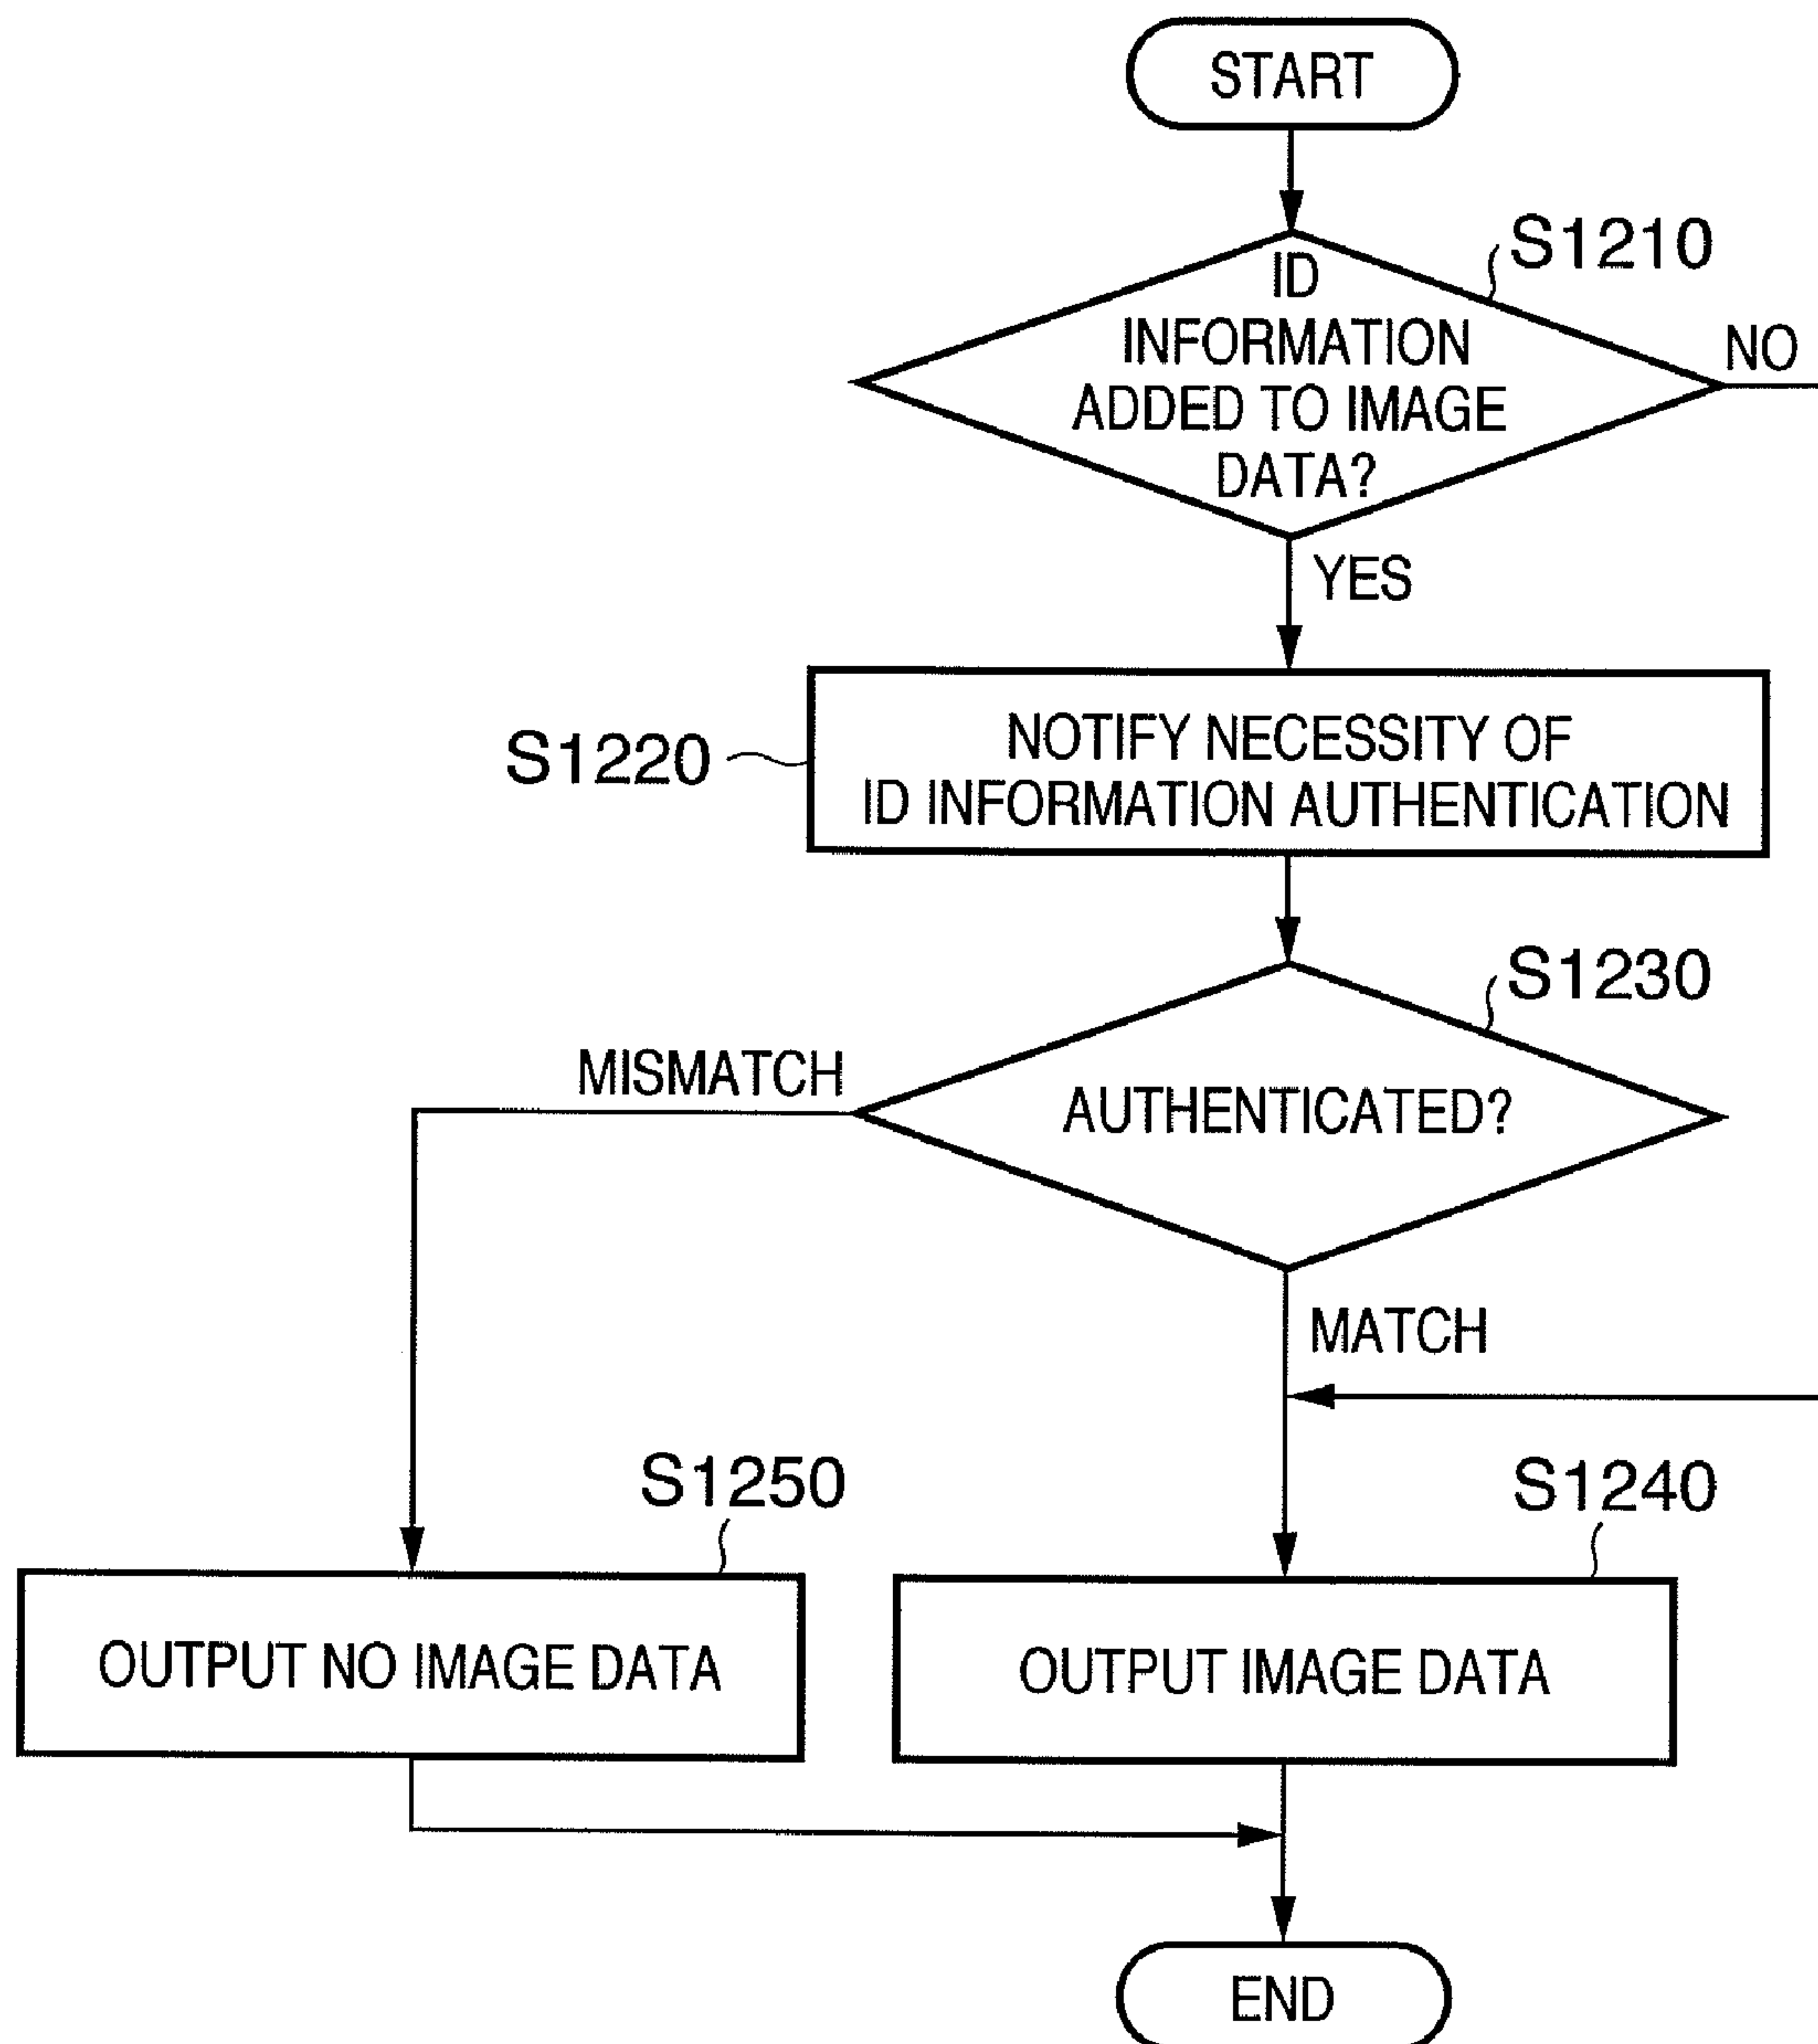 START
S1210
ID
INFORMATION
ADDED TO IMAGE
DATA?
NO
YES
S1220
NOTIFY NECESSITY OF
ID INFORMATION AUTHENTICATION
S1230
MISMATCH
AUTHENTICATED?
MATCH
S1250
S1240
OUTPUT NO IMAGE DATA
OUTPUT IMAGE DATA
END